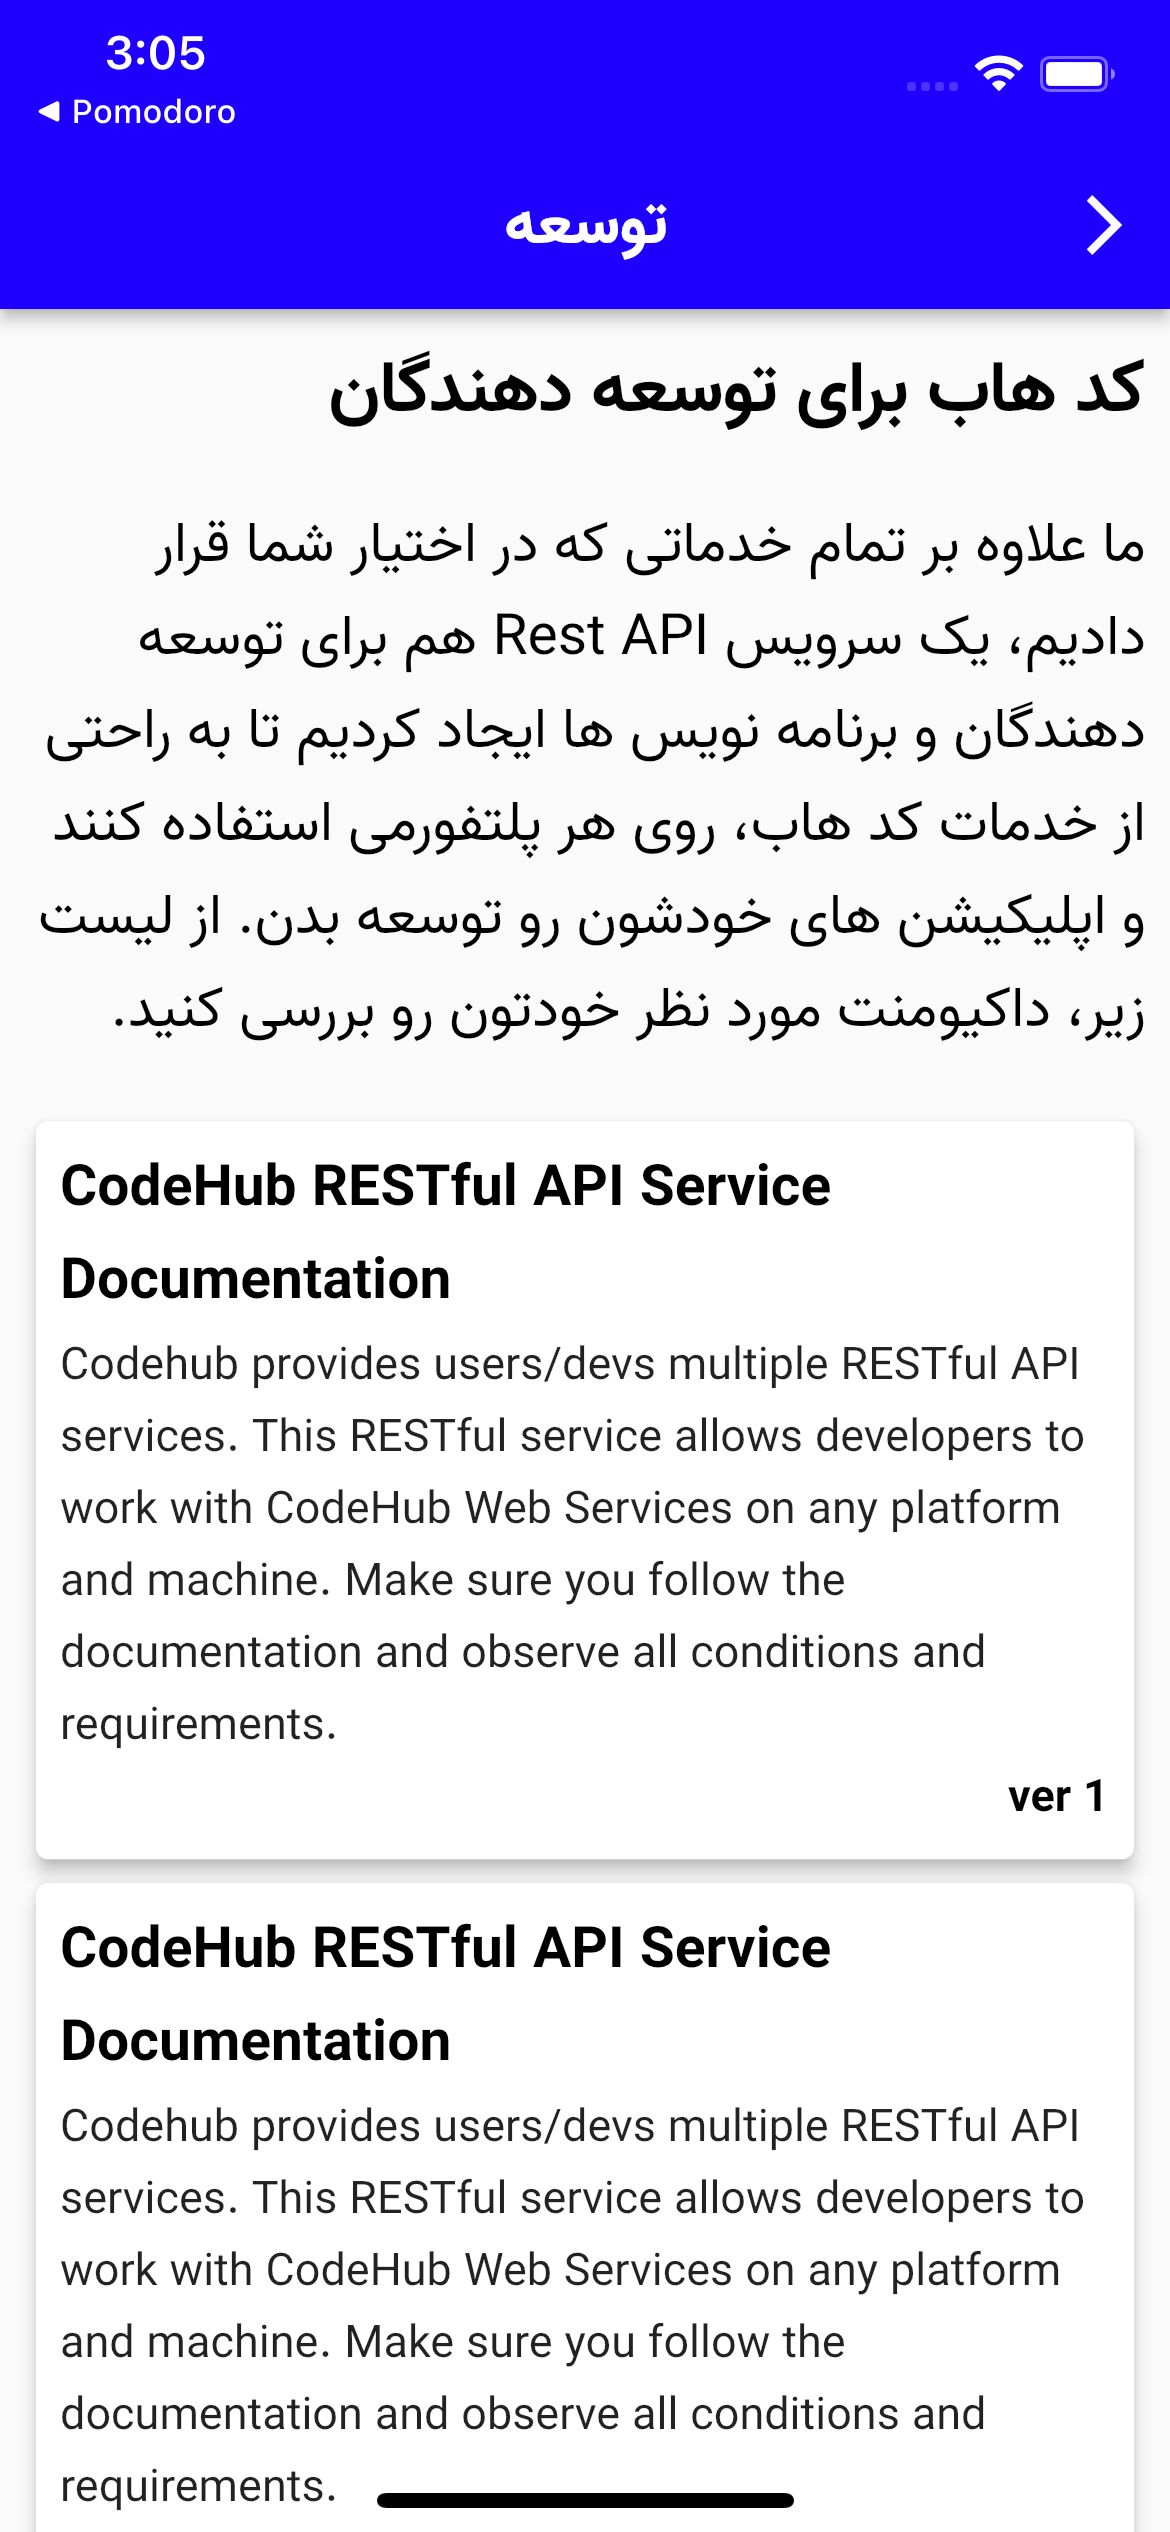 3:05
Pomodoro
توسعه
کد هاب برای توسعه دهندگان
ما علاوه بر تمام خدماتی که در اختیار شما قرار
دادیم، یک سرویس Rest API هم برای توسعه
دهندگان و برنامه نویس ها ایجاد کردیم تا به راحتی
از خدمات کد هاب، روی هر پلتفورمی استفاده کنند
و اپلیکیشن های خودشون رو توسعه بدن. از لیست
زیر، داکیومنت مورد نظر خودتون رو بررسی کنید.
CodeHub RESTful API Service
Documentation
Codehub provides users/devs multiple RESTful API
services. This RESTful service allows developers to
work with CodeHub Web Services on any platform
and machine. Make sure you follow the
documentation and observe all conditions and
requirements.
ver 1
CodeHub RESTful API Service
Documentation
Codehub provides users/devs multiple RESTful API
services. This RESTful service allows developers to
work with CodeHub Web Services on any platform
and machine. Make sure you follow the
documentation and observe all conditions and
requirements.